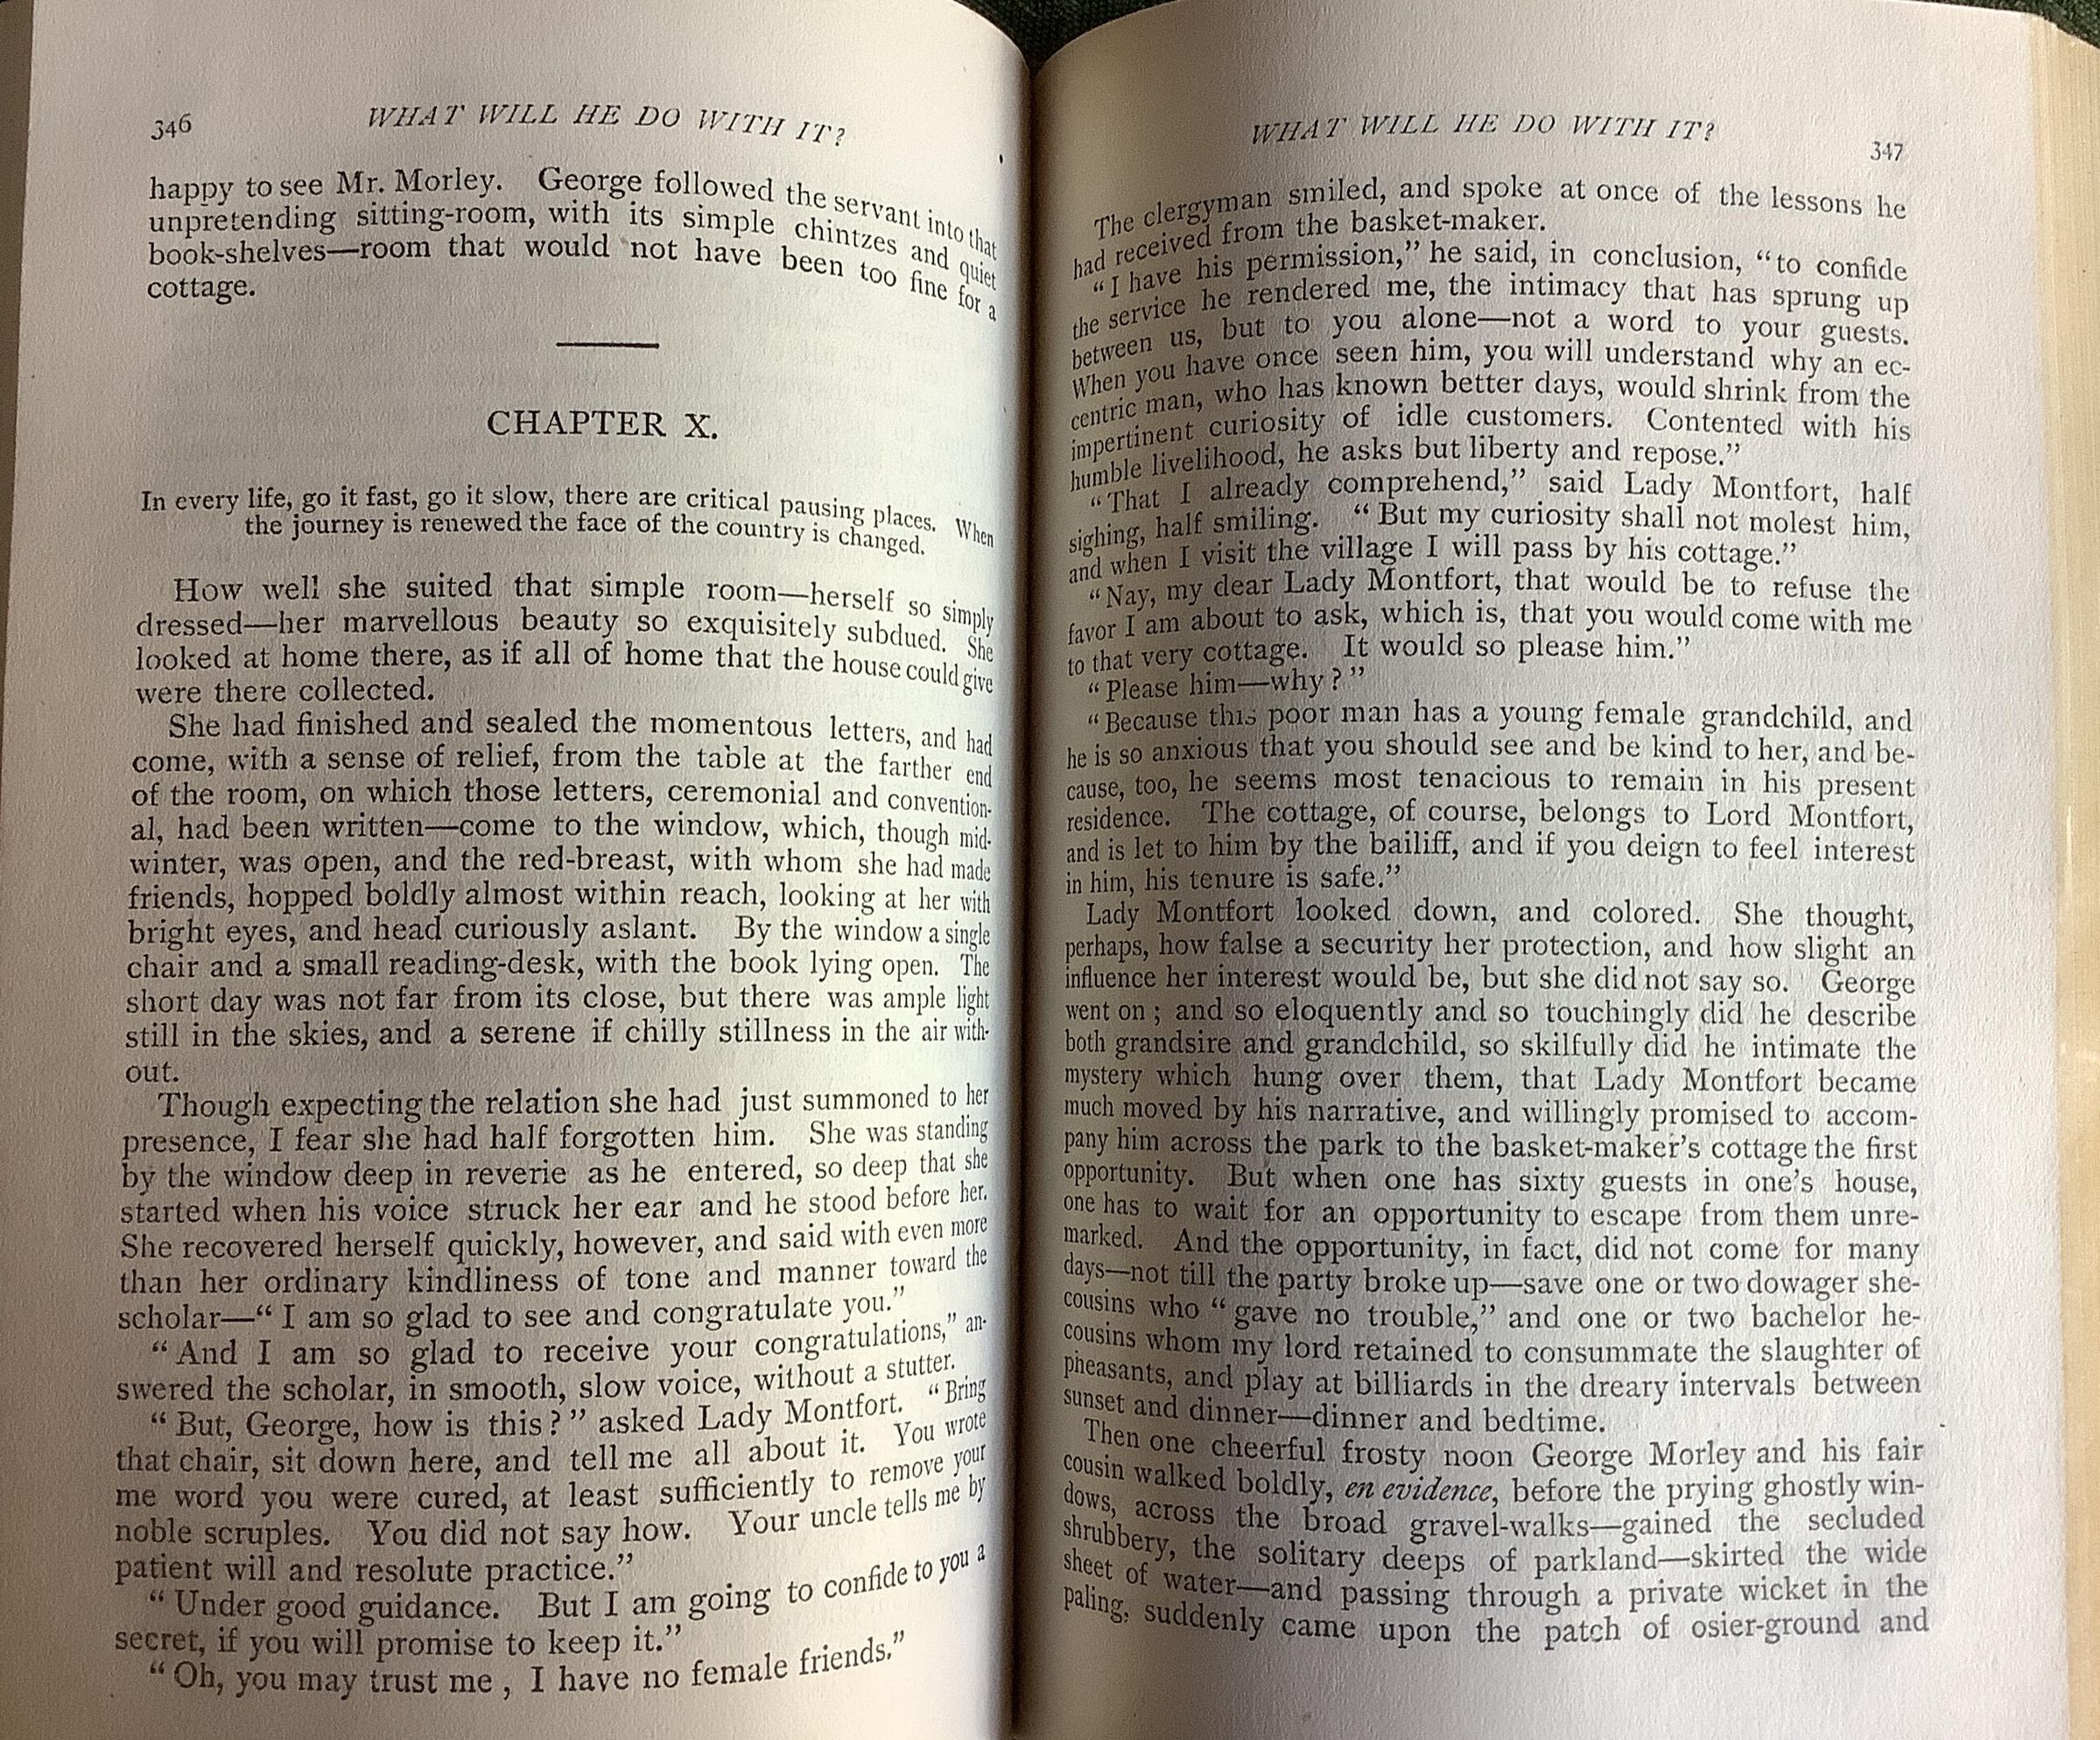 346
WHAT WILL HE DO WITH IT?
happy to see Mr. Morley. George followed the servant into that
unpretending sitting-room, with its simple chintzes and quiet
book-shelves—room that would not have been too fine for a
cottage.
CHAPTER X.
In every life, go it fast, go it slow, there are critical pausing places. When
the journey is renewed the face of the country is changed.
How well she suited that simple room—herself so simply
dressed—her marvellous beauty so exquisitely subdued. She
looked at home there, as if all of home that the house could give
were there collected.
She had finished and sealed the momentous letters, and had
come, with a sense of relief, from the table at the farther end
of the room, on which those letters, ceremonial and convention-
al, had been written—come to the window, which, though mid-
winter, was open, and the red-breast, with whom she had made
friends, hopped boldly almost within reach, looking at her with
bright eyes, and head curiously aslant. By the window a single
chair and a small reading-desk, with the book lying open. The
short day was not far from its close, but there was ample light
still in the skies, and a serene if chilly stillness in the air with-
out.
Though expecting the relation she had just summoned to her
presence, I fear she had half forgotten him. She was standing
by the window deep in reverie as he entered, so deep that she
started when his voice struck her ear and he stood before her.
She recovered herself quickly, however, and said with even more
than her ordinary kindliness of tone and manner toward the
scholar—“I am so glad to see and congratulate you.”
“And I am so glad to receive your congratulations,” an-
swered the scholar, in smooth, slow voice, without a stutter.
“But, George, how is this?” asked Lady Montfort. “Bring
that chair, sit down here, and tell me all about it. You wrote
me word you were cured, at least sufficiently to remove your
noble scruples. You did not say how. Your uncle tells me by
patient will and resolute practice.”
“Under good guidance. But I am going to confide to you a
secret, if you will promise to keep it.”
“Oh, you may trust me, I have no female friends.”
WHAT WILL HE DO WITH IT?
347
The clergyman smiled, and spoke at once of the lessons he
had received from the basket-maker.
“I have his permission,” he said, in conclusion, “to confide
the service he rendered me, the intimacy that has sprung up
between us, but to you alone—not a word to your guests.
When you have once seen him, you will understand why an ec-
centric man, who has known better days, would shrink from the
impertinent curiosity of idle customers. Contented with his
humble livelihood, he asks but liberty and repose.”
“That I already comprehend,” said Lady Montfort, half
sighing, half smiling. “But my curiosity shall not molest him,
and when I visit the village I will pass by his cottage.”
“Nay, my dear Lady Montfort, that would be to refuse the
favor I am about to ask, which is, that you would come with me
to that very cottage. It would so please him.”
“Please him—why?”
“Because this poor man has a young female grandchild, and
he is so anxious that you should see and be kind to her, and be-
cause, too, he seems most tenacious to remain in his present
residence. The cottage, of course, belongs to Lord Montfort,
and is let to him by the bailiff, and if you deign to feel interest
in him, his tenure is safe.”
Lady Montfort looked down, and colored. She thought,
perhaps, how false a security her protection, and how slight an
influence her interest would be, but she did not say so. George
went on; and so eloquently and so touchingly did he describe
both grandsire and grandchild, so skilfully did he intimate the
mystery which hung over them, that Lady Montfort became
much moved by his narrative, and willingly promised to accom-
pany him across the park to the basket-maker’s cottage the first
opportunity. But when one has sixty guests in one’s house,
one has to wait for an opportunity to escape from them unre-
marked. And the opportunity, in fact, did not come for many
days—not till the party broke up—save one or two dowager she-
cousins who “gave no trouble,” and one or two bachelor he-
cousins whom my lord retained to consummate the slaughter of
pheasants, and play at billiards in the dreary intervals between
sunset and dinner—dinner and bedtime.
Then one cheerful frosty noon George Morley and his fair
cousin walked boldly, en evidence, before the prying ghostly win-
dows, across the broad gravel-walks—gained the secluded
shrubbery, the solitary deeps of parkland—skirted the wide
sheet of water—and passing through a private wicket in the
paling, suddenly came upon the patch of osier-ground and